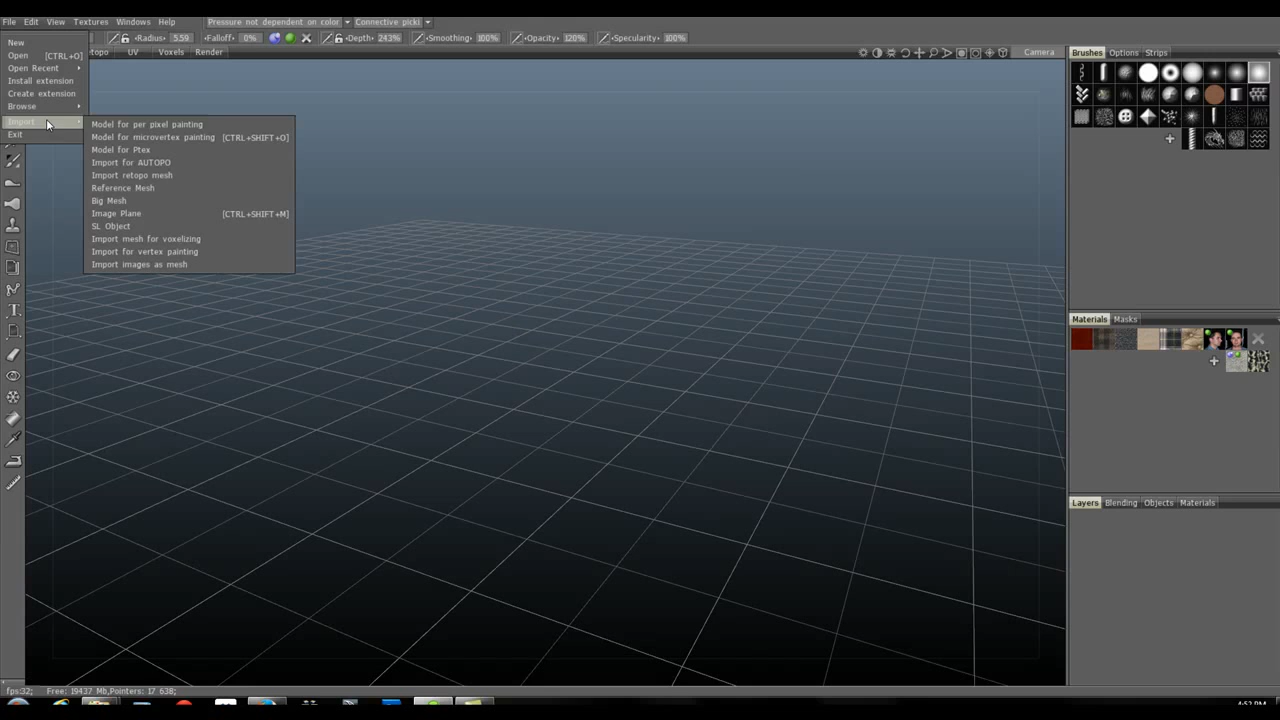 File Edit View Textures Windows Help Pressure not dependent on color Connective picki
Radius: 5.59 Falloff: 0% Depth: 243% Smoothing: 100% Opacity: 120% Specularity: 100%
etopo UV Voxels Render Camera Brushes Options Strips
New
Open [CTRL+O]
Open Recent
Install extension
Create extension
Browse
Import
Exit
Model for per pixel painting
Model for microvertex painting [CTRL+SHIFT+O]
Model for Ptex
Import for AUTOPO
Import retopo mesh
Reference Mesh
Big Mesh
Image Plane [CTRL+SHIFT+M]
SL Object
Import mesh for voxelizing
Import for vertex painting
Import images as mesh
Materials Masks
Layers Blending Objects Materials
fps:32; Free: 19437 Mb,Pointers: 17 638;
4:52 PM